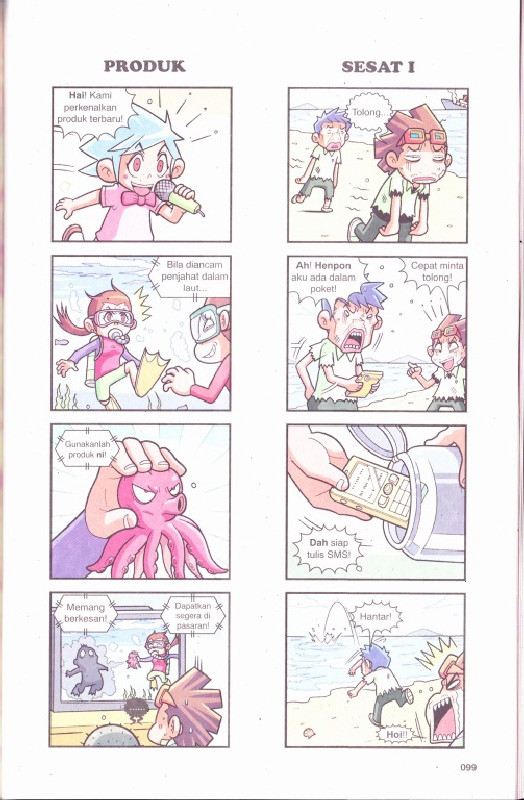 PRODUK
Hai! Kami
perkenalkan
produk terbaru!
Bila diancam
penjahat dalam
laut...
Gunakanlah
produk ni!
Memang
berkesan!
Dapatkan
segera di
pasaran!
SESAT I
Tolong...
Ah! Henpon
aku ada dalam
poket!
Cepat minta
tolong!
Dah siap
tulis SMS!
Hantar!
Hoi!!
099